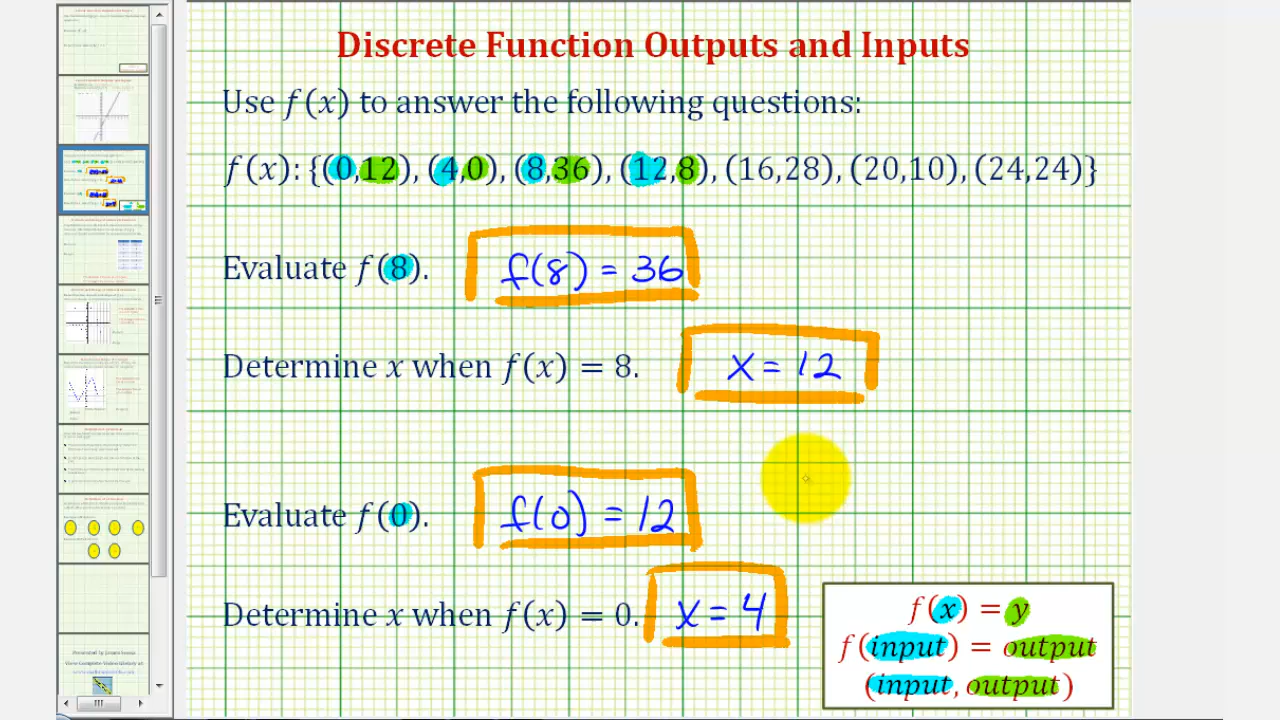 Discrete Function Outputs and Inputs
Use f(x) to answer the following questions:
f(x): {(0,12), (4,0), (8,36), (12,8), (16,28), (20,10), (24,24)}
Evaluate f(8). f(8) = 36
Determine x when f(x) = 8. x = 12
Evaluate f(0). f(0) = 12
Determine x when f(x) = 0. x = 4
f(x) = y
f(input) = output
(input, output)